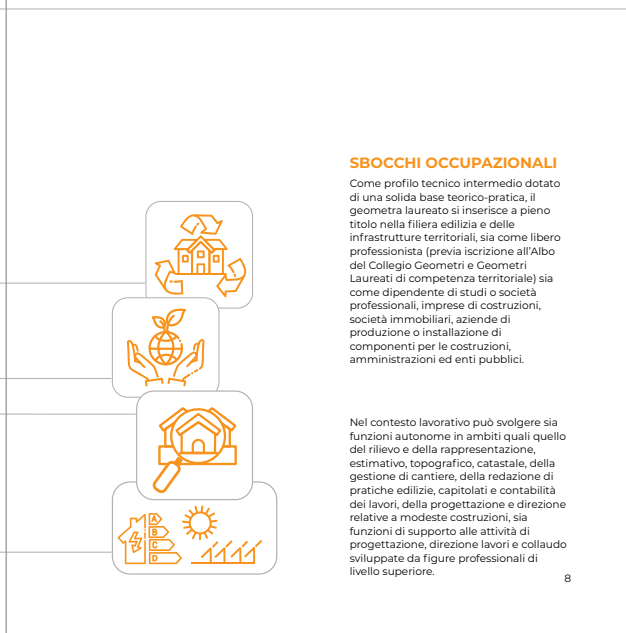 SBOCCHI OCCUPAZIONALI
Come profilo tecnico intermedio dotato
di una solida base teorico-pratica, il
geometra laureato si inserisce a pieno
titolo nella filiera edilizia e delle
infrastrutture territoriali, sia come libero
professionista (previa iscrizione all'Albo
del Collegio Geometri e Geometri
Laureati di competenza territoriale) sia
come dipendente di studi o società
professionali, imprese di costruzioni,
società immobiliari, aziende di
produzione o installazione di
componenti per le costruzioni,
amministrazioni ed enti pubblici.
Nel contesto lavorativo può svolgere sia
funzioni autonome in ambiti quali quello
del rilievo e della rappresentazione,
estimativo, topografico, catastale, della
gestione di cantiere, della redazione di
pratiche edilizie, capitolati e contabilità
dei lavori, della progettazione e direzione
relative a modeste costruzioni, sia
funzioni di supporto alle attività di
progettazione, direzione lavori e collaudo
sviluppate da figure professionali di
livello superiore.
8
A
B
C
D